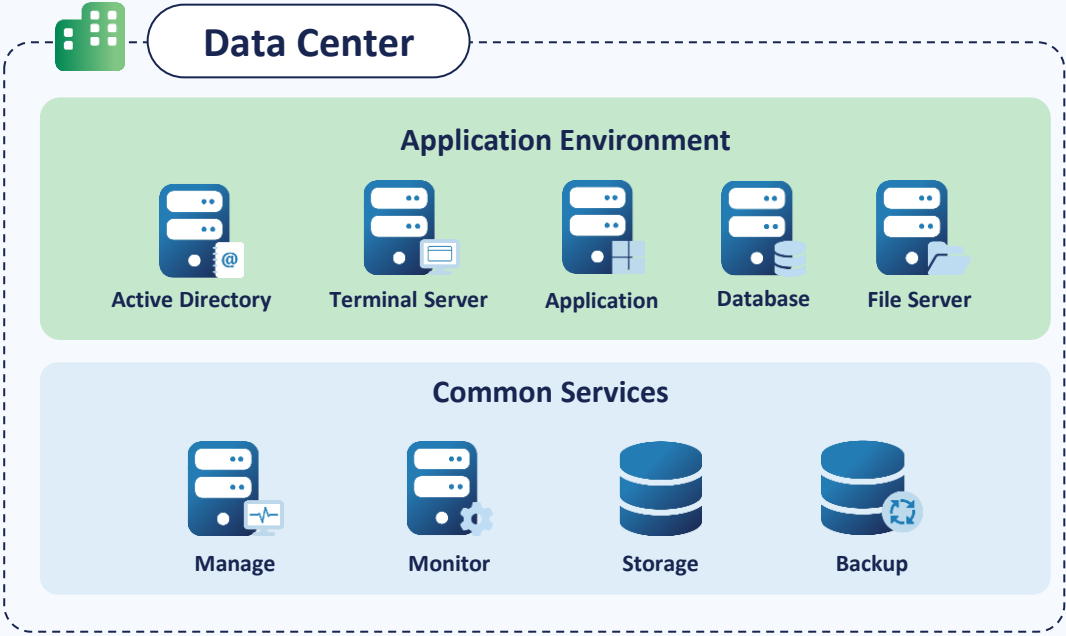 Data Center
Application Environment
@
Active Directory
Terminal Server
Application
Database
File Server
Common Services
Manage
Monitor
Storage
Backup